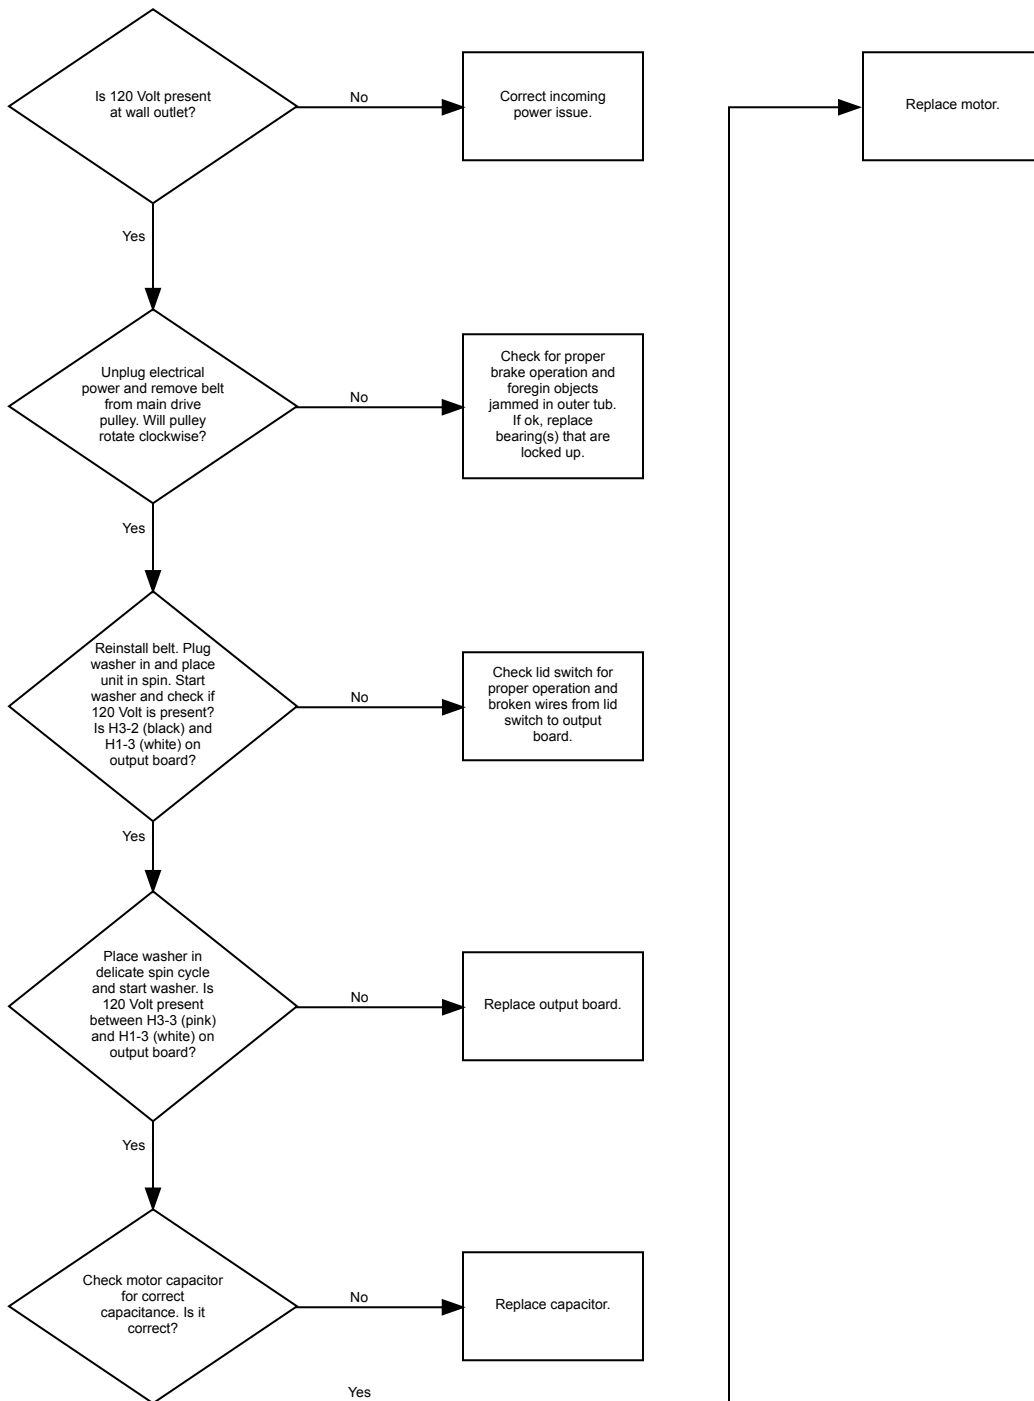 Is 120 Volt present
at wall outlet?
No
Correct incoming
power issue.
Replace motor.
Yes
Unplug electrical
power and remove belt
from main drive
pulley. Will pulley
rotate clockwise?
No
Check for proper
brake operation and
foregin objects
jammed in outer tub.
If ok, replace
bearing(s) that are
locked up.
Yes
Reinstall belt. Plug
washer in and place
unit in spin. Start
washer and check if
120 Volt is present?
Is H3-2 (black) and
H1-3 (white) on
output board?
No
Check lid switch for
proper operation and
broken wires from lid
switch to output
board.
Yes
Place washer in
delicate spin cycle
and start washer. Is
120 Volt present
between H3-3 (pink)
and H1-3 (white) on
output board?
No
Replace output board.
Yes
Check motor capacitor
for correct
capacitance. Is it
correct?
No
Replace capacitor.
Yes